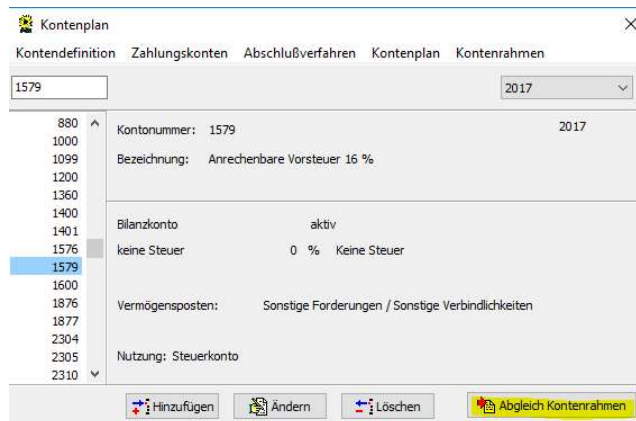 Kontenplan
Kontendefinition Zahlungskonten Abschlußverfahren Kontenplan Kontenrahmen
1579 2017
880
1000
1099
1200
1360
1400
1401
1576
1579
1600
1876
1877
2304
2305
2310
Kontonummer: 1579 2017
Bezeichnung: Anrechenbare Vorsteuer 16 %
Bilanzkonto aktiv
keine Steuer 0 % Keine Steuer
Vermögensposten: Sonstige Forderungen / Sonstige Verbindlichkeiten
Nutzung: Steuerkonto
Hinzufügen Ändern Löschen Abgleich Kontenrahmen